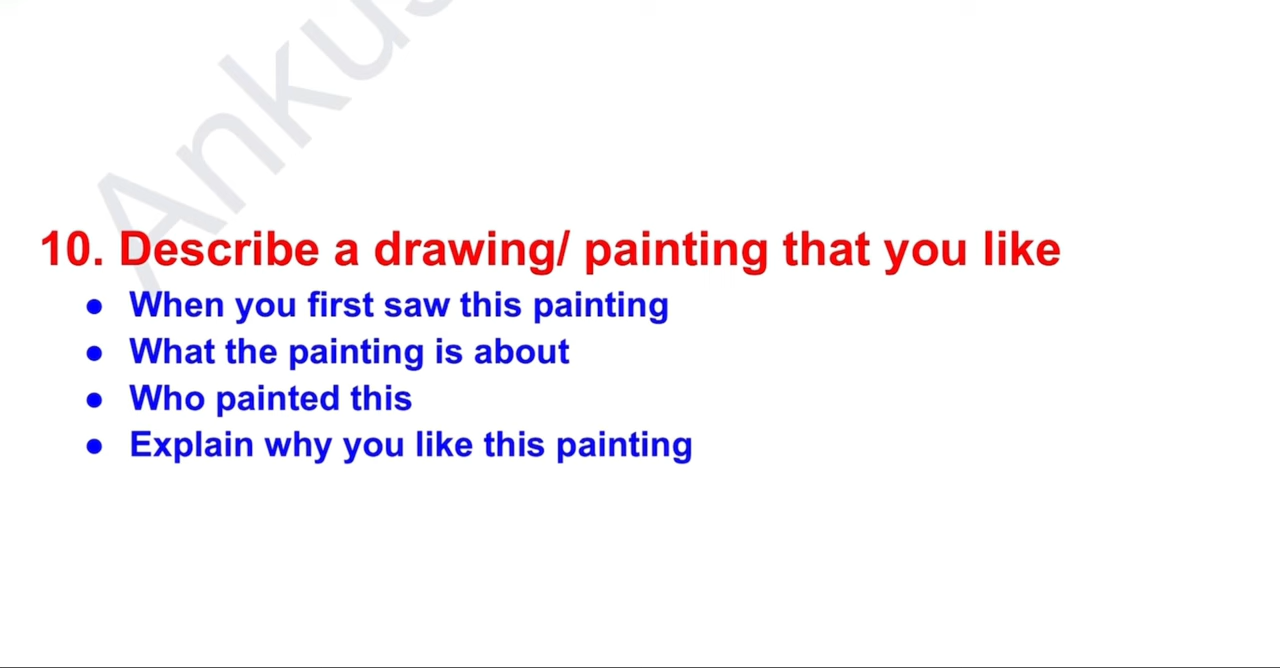 10. Describe a drawing/ painting that you like
● When you first saw this painting
● What the painting is about
● Who painted this
● Explain why you like this painting